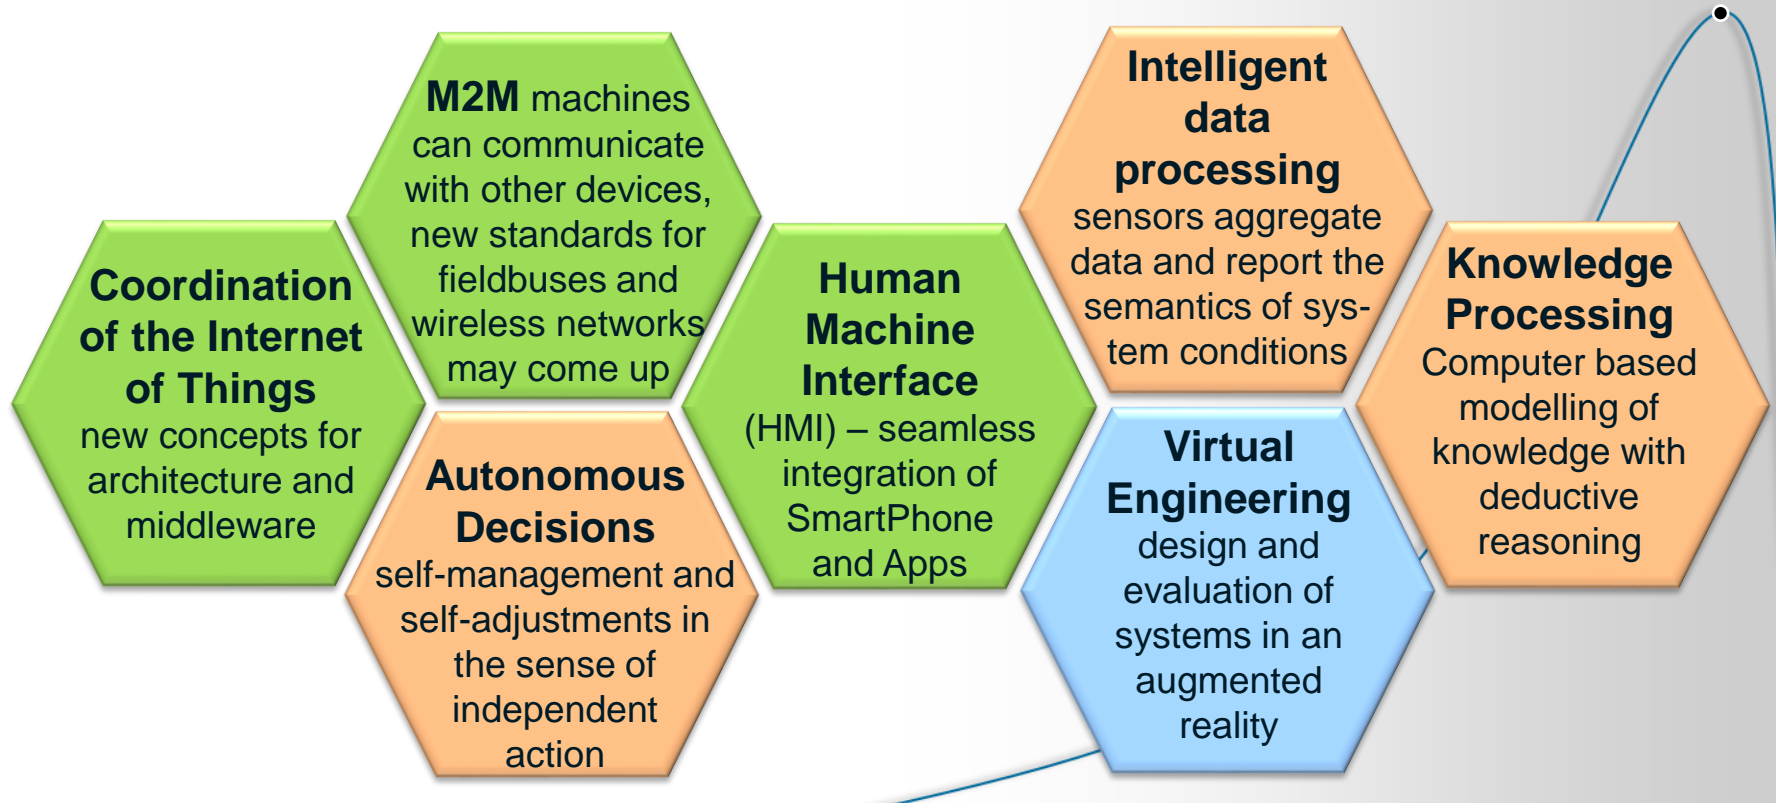 M2M machines
can communicate
with other devices,
new standards for
fieldbuses and
wireless networks
may come up
Intelligent
data
processing
sensors aggregate
data and report the
semantics of sys-
tem conditions
Coordination
of the Internet
of Things
new concepts for
architecture and
middleware
Human
Machine
Interface
(HMI) – seamless
integration of
SmartPhone
and Apps
Knowledge
Processing
Computer based
modelling of
knowledge with
deductive
reasoning
Autonomous
Decisions
self-management and
self-adjustments in
the sense of
independent
action
Virtual
Engineering
design and
evaluation of
systems in an
augmented
reality